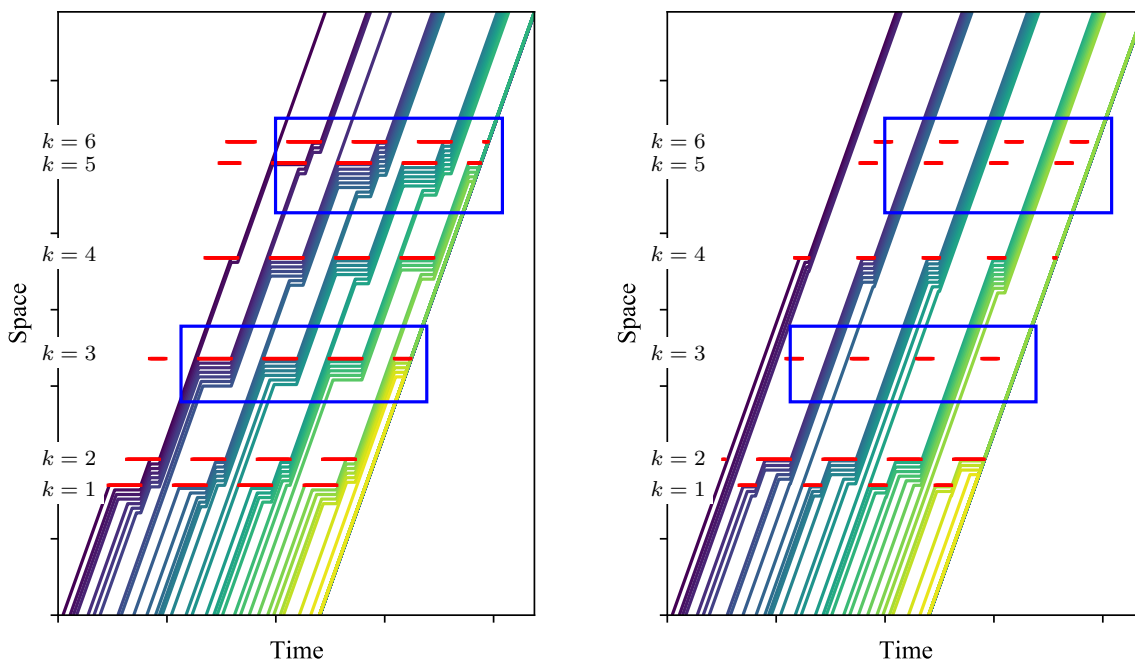 k = 6
k = 5
k = 4
k = 3
k = 2
k = 1
Space
Time
k = 6
k = 5
k = 4
k = 3
k = 2
k = 1
Space
Time